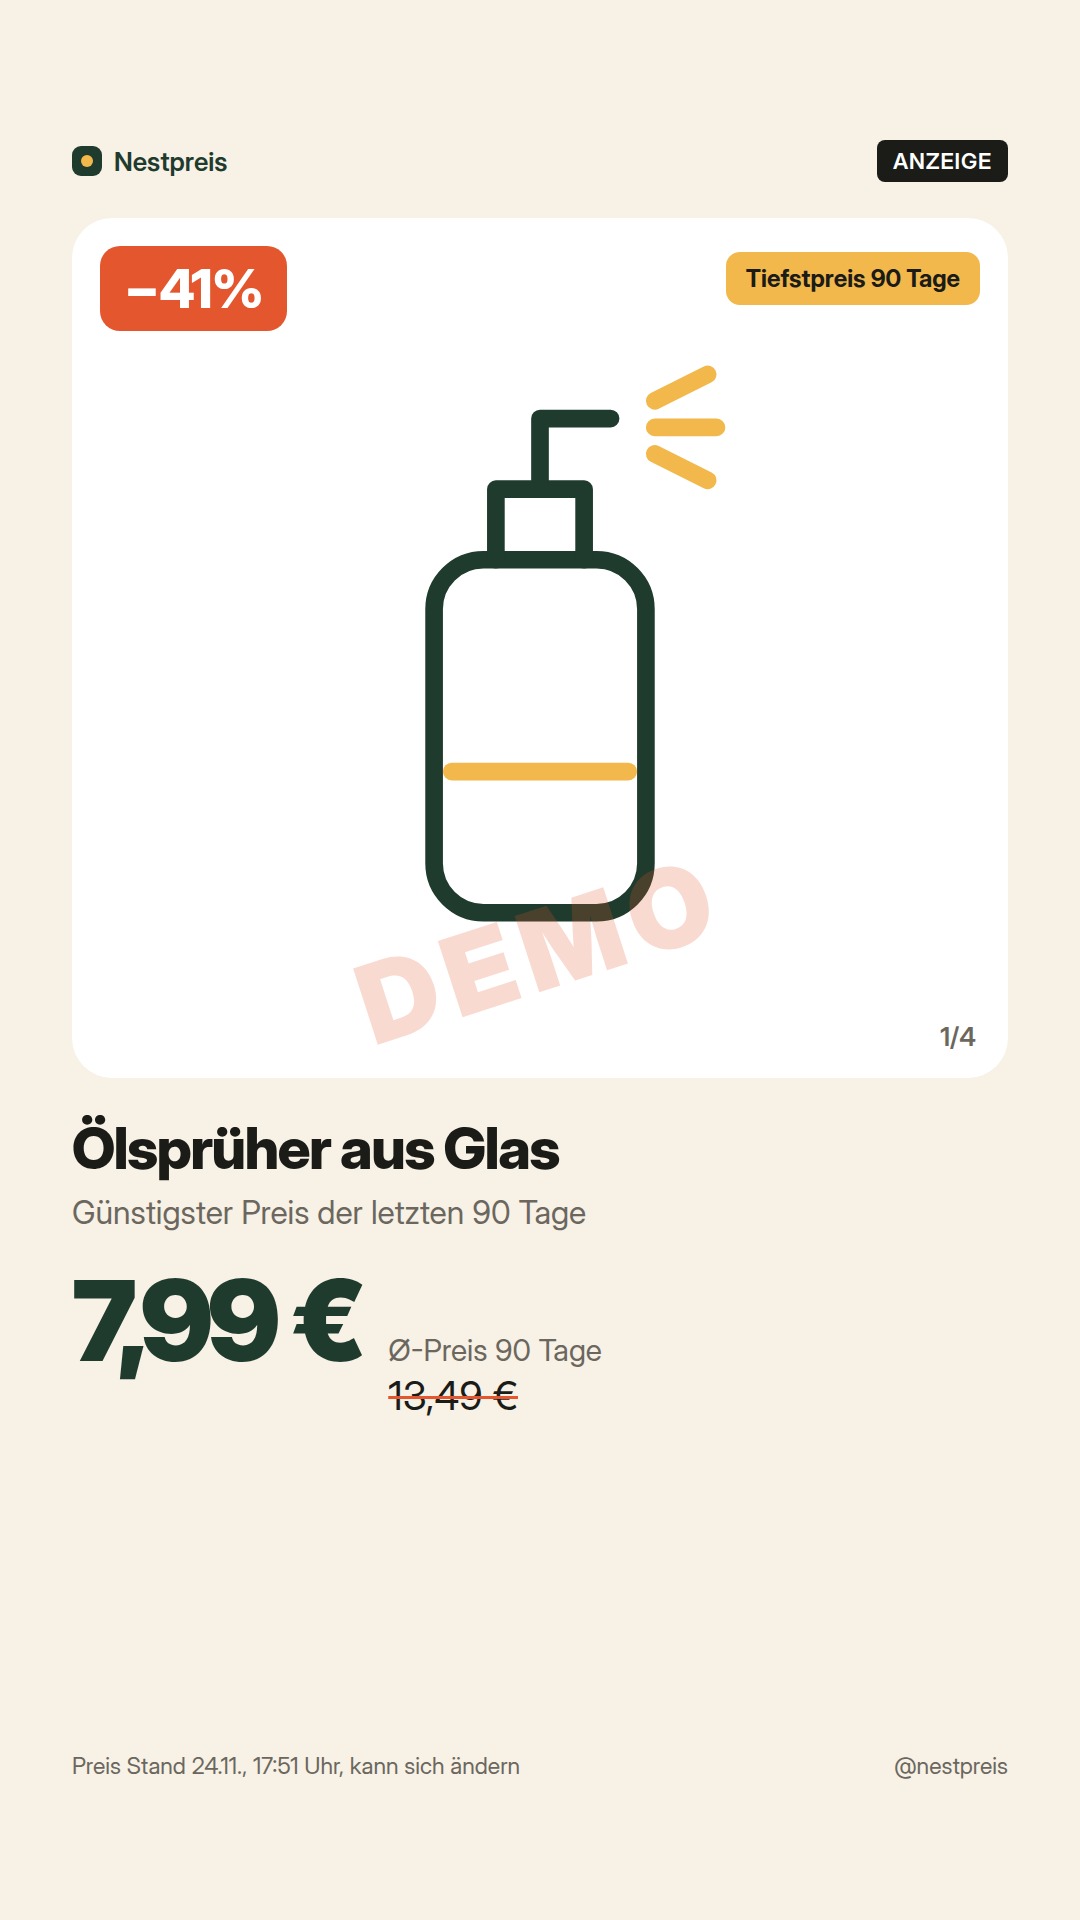 Nestpreis
ANZEIGE
−41%
Tiefstpreis 90 Tage
DEMO
1/4
Ölsprüher aus Glas
Günstigster Preis der letzten 90 Tage
7,99 €
Ø-Preis 90 Tage
13,49 €
Preis Stand 24.11., 17:51 Uhr, kann sich ändern
@nestpreis